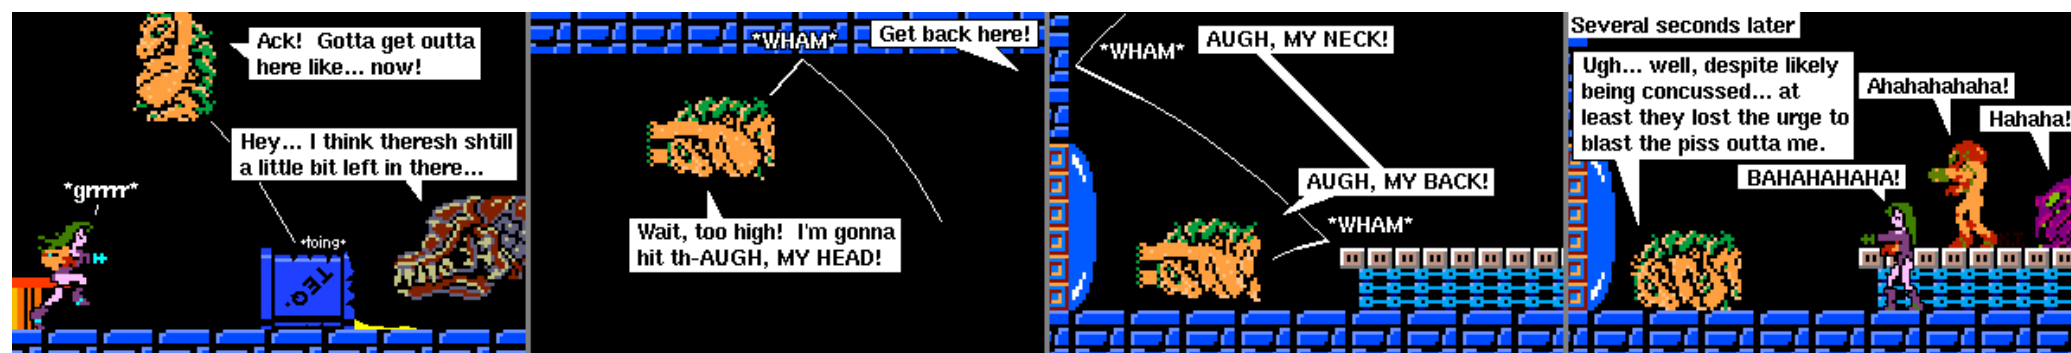 Ack!  Gotta get outta
here like... now!
Hey... I think theresh shtill
a little bit left in there...
*grrrrr*
*toing*
TEQ.
*WHAM*
Get back here!
Wait, too high!  I'm gonna
hit th-AUGH, MY HEAD!
*WHAM*
AUGH, MY NECK!
AUGH, MY BACK!
*WHAM*
Several seconds later
Ugh... well, despite likely
being concussed... at
least they lost the urge to
blast the piss outta me.
Ahahahahaha!
Hahaha!
BAHAHAHAHA!